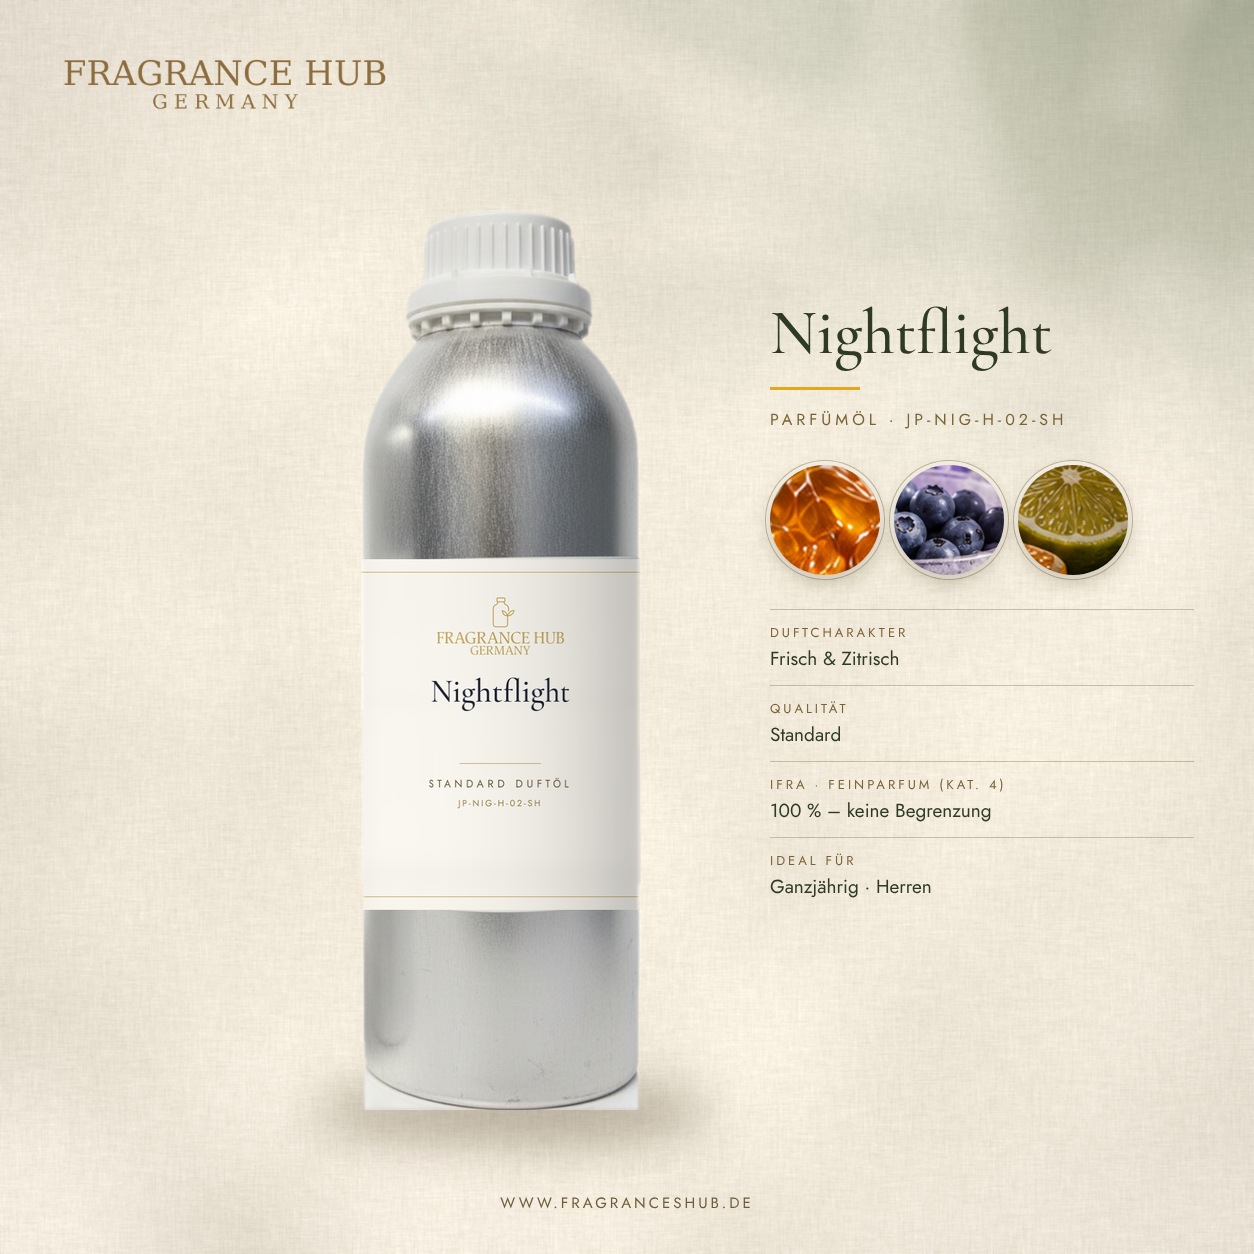 FRAGRANCE HUB
GERMANY
Nightflight
PARFÜMÖL · JP-NIG-H-02-SH
DUFTCHARAKTER
Frisch & Zitrisch
QUALITÄT
Standard
IFRA · FEINPARFUM (KAT. 4)
100 % – keine Begrenzung
IDEAL FÜR
Ganzjährig · Herren
FRAGRANCE HUB
GERMANY
Nightflight
STANDARD DUFTÖL
JP-NIG-H-02-SH
WWW.FRAGRANCESHUB.DE